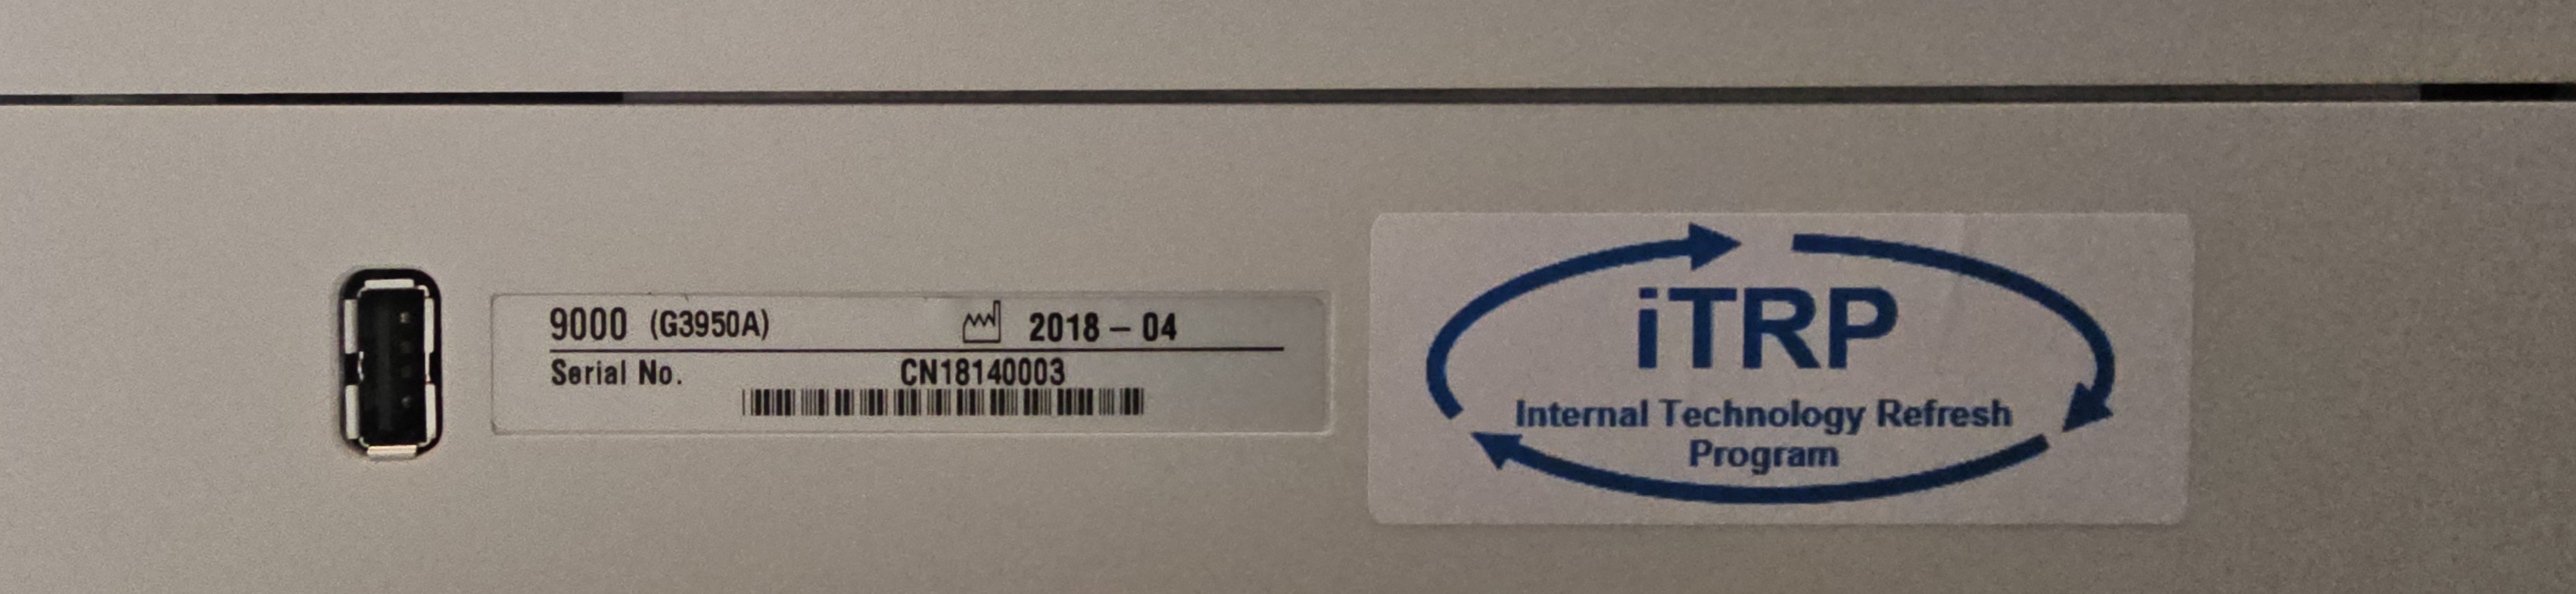 9000 (G3950A) 2018 – 04
Serial No. CN18140003
iTRP
Internal Technology Refresh
Program